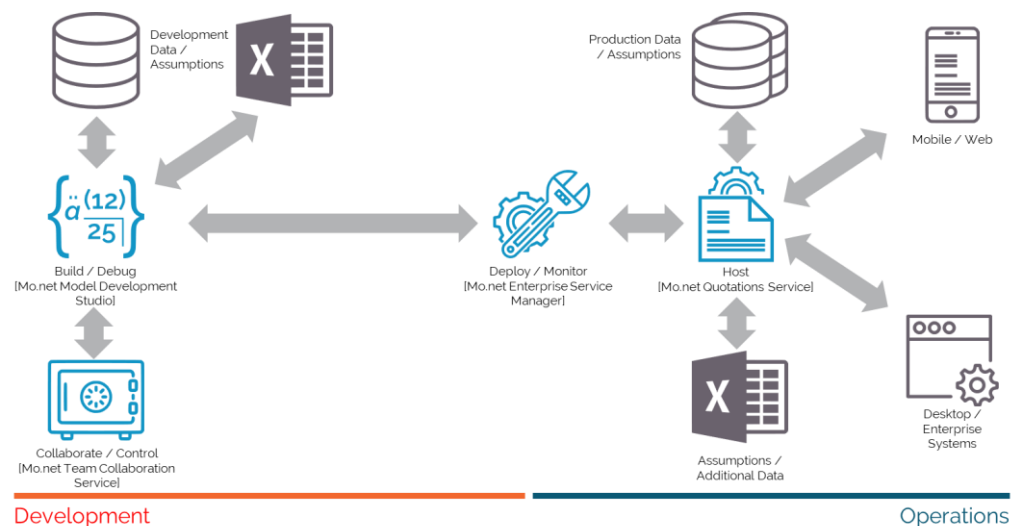 Development
Data /
Assumptions
X
Production Data
/ Assumptions
Mobile / Web
{ä (12)
25}
Build / Debug
[Mo.net Model Development
Studio]
Deploy / Monitor
[Mo.net Enterprise Service
Manager]
Host
[Mo.net Quotations Service]
X
Collaborate / Control
[Mo.net Team Collaboration
Service]
Assumptions /
Additional Data
Desktop /
Enterprise
Systems
Development
Operations